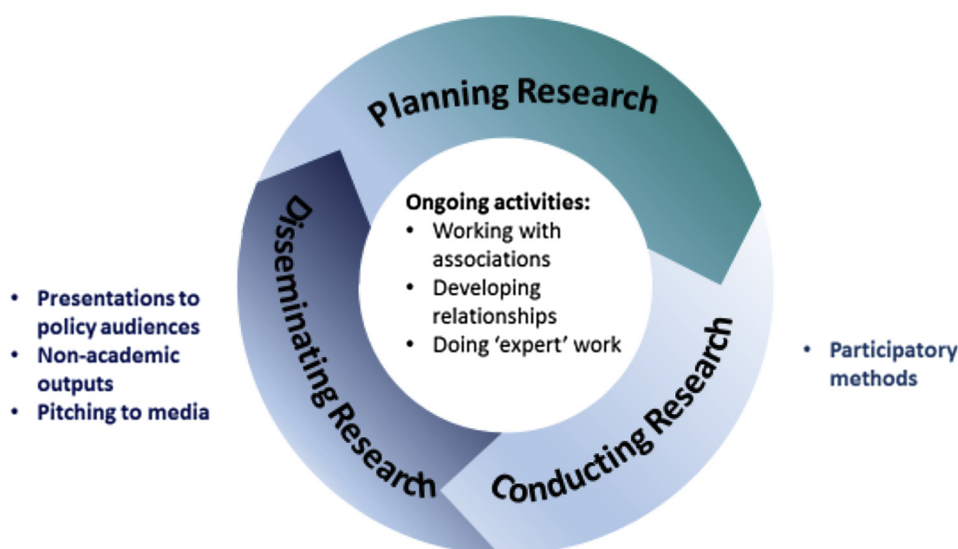 Planning Research
Ongoing activities:
• Working with
associations
• Developing
relationships
• Doing ‘expert’ work
Disseminating Research
Conducting Research
• Presentations to
policy audiences
• Non-academic
outputs
• Pitching to media
• Participatory
methods